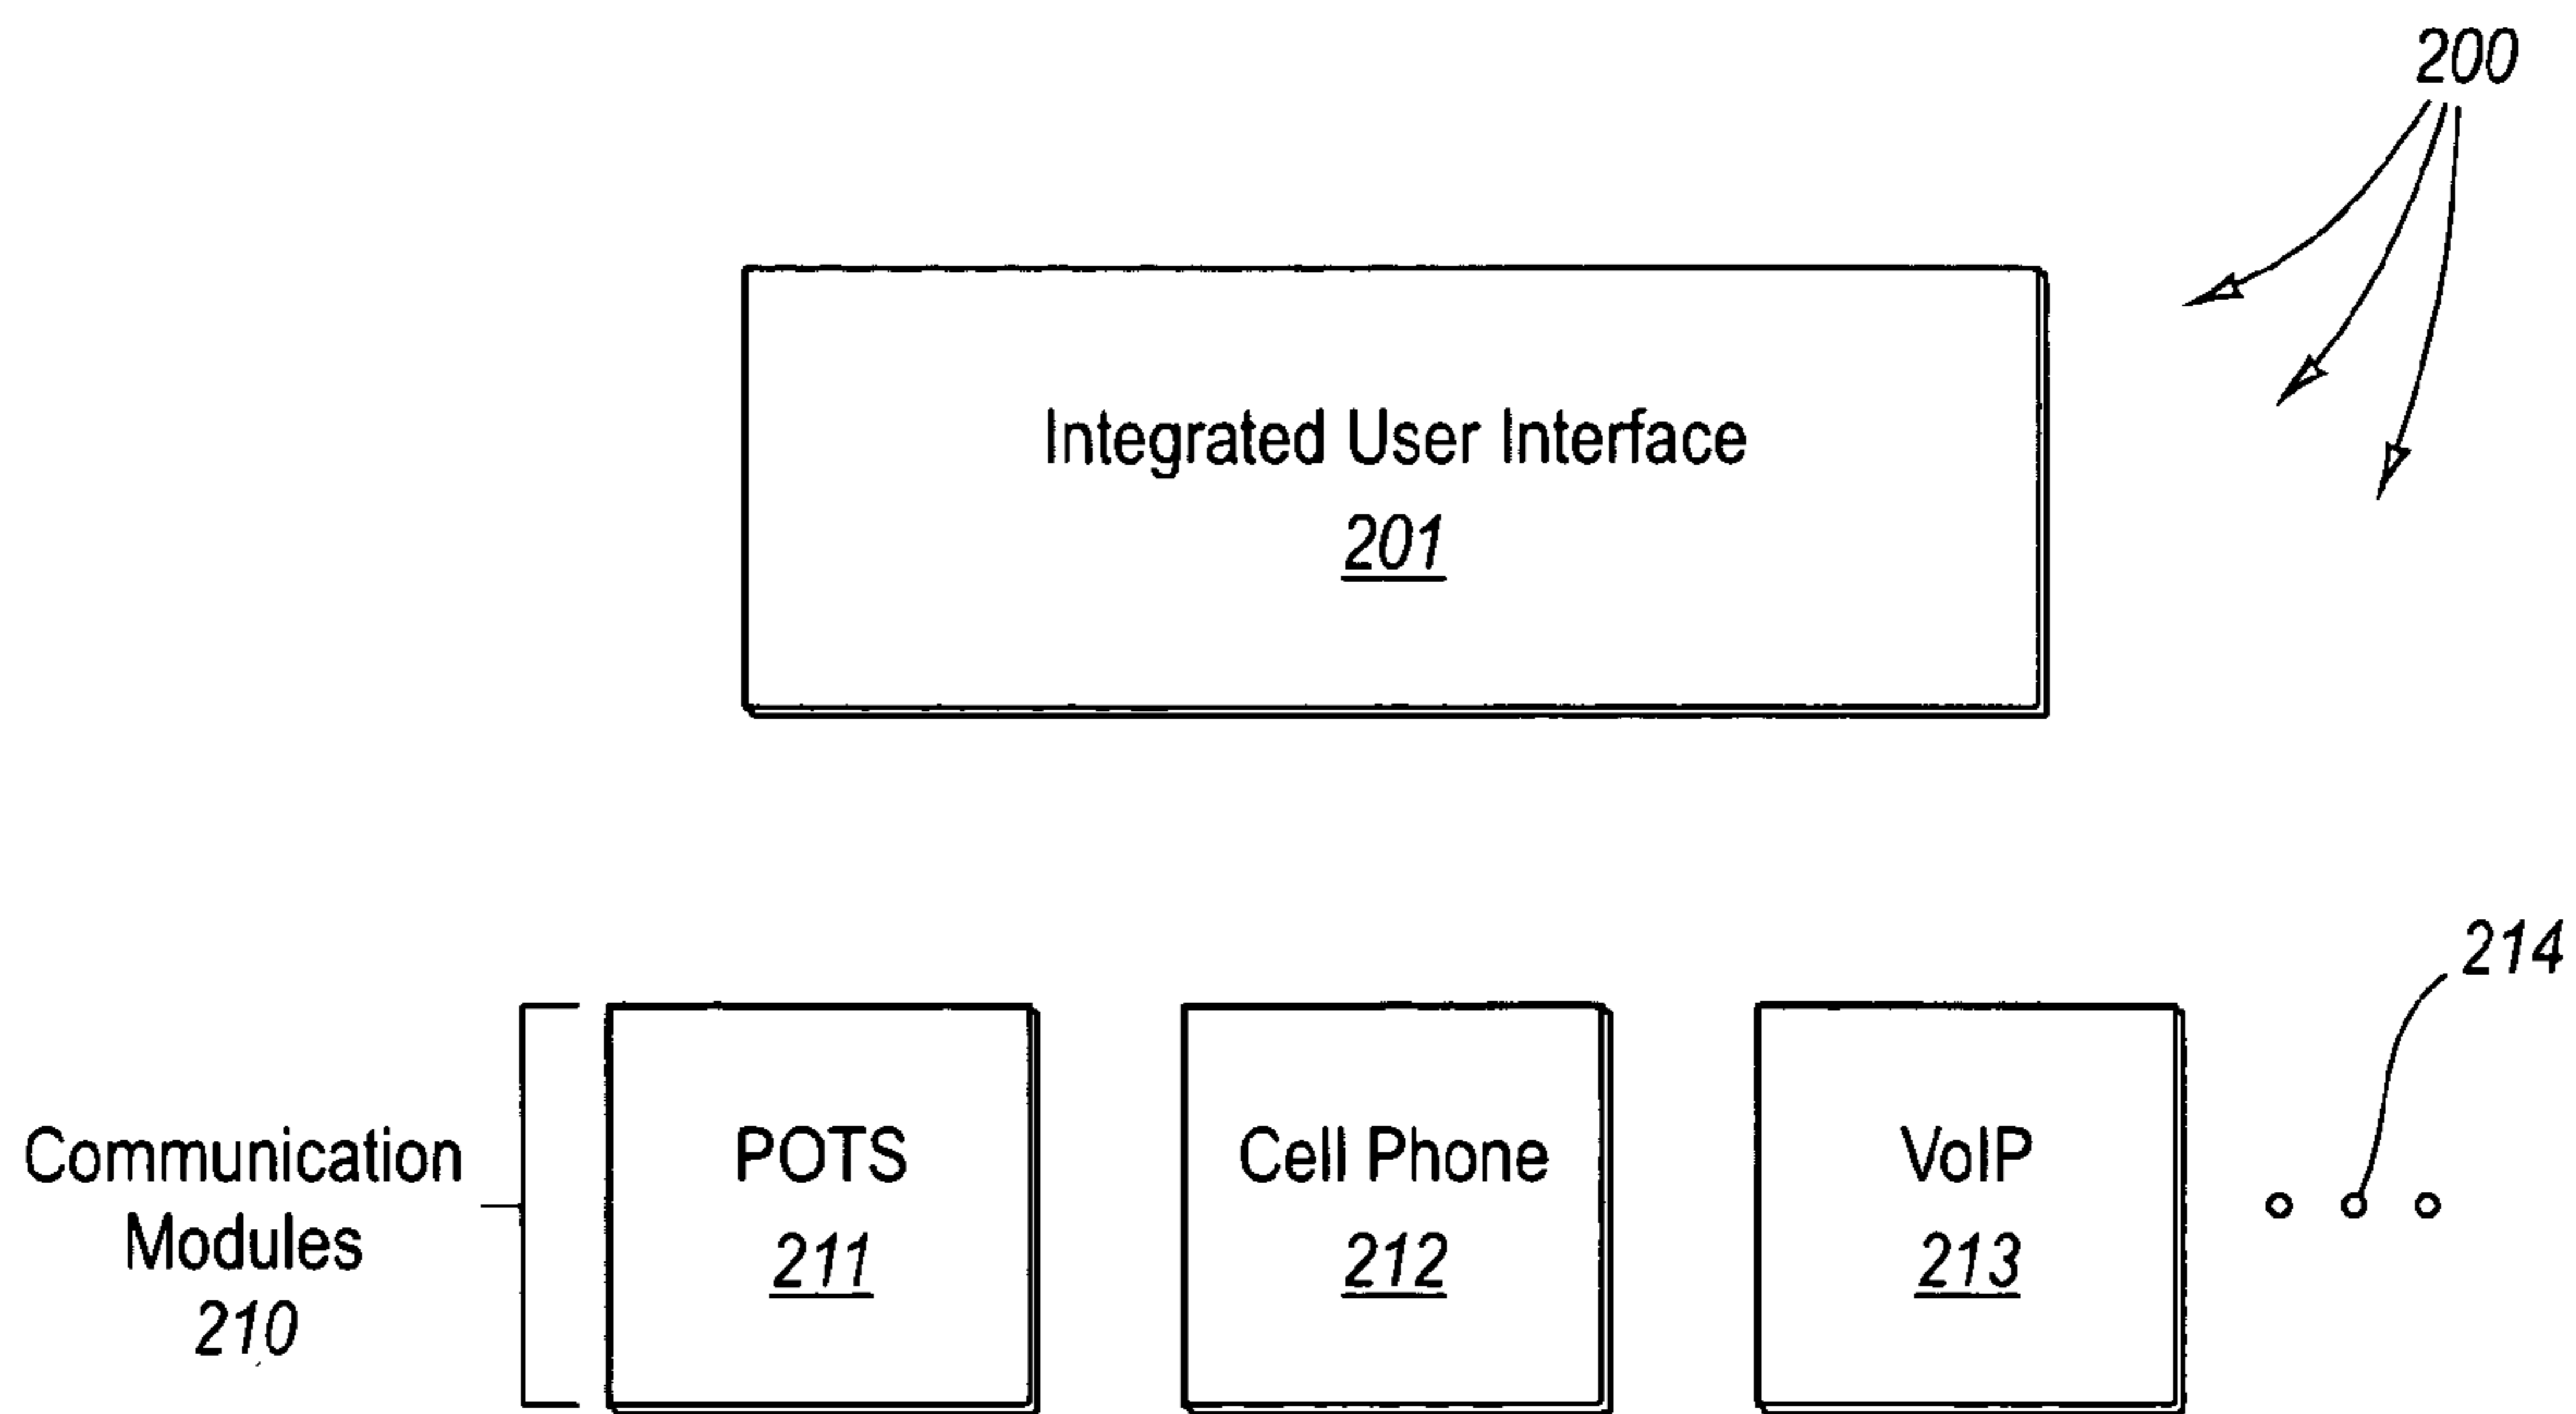 200
Integrated User Interface
201
214
Communication
Modules
210
POTS
211
Cell Phone
212
VoIP
213